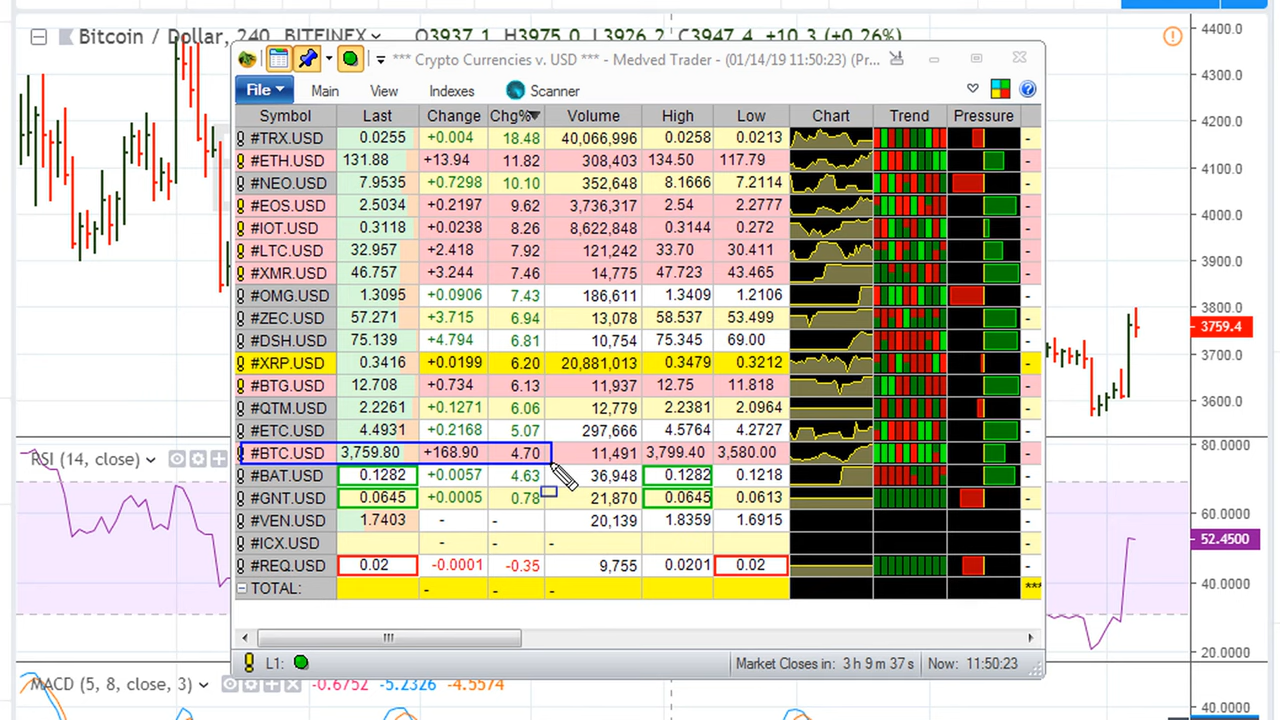 Bitcoin / Dollar, 240, BITFINEX O3937.1 H3975.0 L3926.2 C3947.4 +10.3 (+0.26%)
*** Crypto Currencies v. USD *** - Medved Trader - (01/14/19 11:50:23) (Pr...
File Main View Indexes Scanner
Symbol Last Change Chg% Volume High Low Chart Trend Pressure
#TRX.USD 0.0255 +0.004 18.48 40,066,996 0.0258 0.0213 -
#ETH.USD 131.88 +13.94 11.82 308,403 134.50 117.79 -
#NEO.USD 7.9535 +0.7298 10.10 352,648 8.1666 7.2114 -
#EOS.USD 2.5034 +0.2197 9.62 3,736,317 2.54 2.2777 -
#IOT.USD 0.3118 +0.0238 8.26 8,622,848 0.3144 0.272 -
#LTC.USD 32.957 +2.418 7.92 121,242 33.70 30.411 -
#XMR.USD 46.757 +3.244 7.46 14,775 47.723 43.465 -
#OMG.USD 1.3095 +0.0906 7.43 186,611 1.3409 1.2106 -
#ZEC.USD 57.271 +3.715 6.94 13,078 58.537 53.499 -
#DSH.USD 75.139 +4.794 6.81 10,754 75.345 69.00 -
#XRP.USD 0.3416 +0.0199 6.20 20,881,013 0.3479 0.3212 -
#BTG.USD 12.708 +0.734 6.13 11,937 12.75 11.818 -
#QTM.USD 2.2261 +0.1271 6.06 12,779 2.2381 2.0964 -
#ETC.USD 4.4931 +0.2168 5.07 297,666 4.5764 4.2727 -
#BTC.USD 3,759.80 +168.90 4.70 11,491 3,799.40 3,580.00 -
#BAT.USD 0.1282 +0.0057 4.63 36,948 0.1282 0.1218 -
#GNT.USD 0.0645 +0.0005 0.78 21,870 0.0645 0.0613 -
#VEN.USD 1.7403 - - 20,139 1.8359 1.6915 -
#ICX.USD - - - -
#REQ.USD 0.02 -0.0001 -0.35 9,755 0.0201 0.02 -
TOTAL: - - - ***
L1: Market Closes in: 3 h 9 m 37 s Now: 11:50:23
4400.0
4300.0
4200.0
4100.0
4000.0
3900.0
3800.0
3759.4
3700.0
3600.0
RSI (14, close)
80.0000
60.0000
52.4500
40.0000
20.0000
MACD (5, 8, close, 3) -0.6752 -5.2326 -4.5574
40.0000